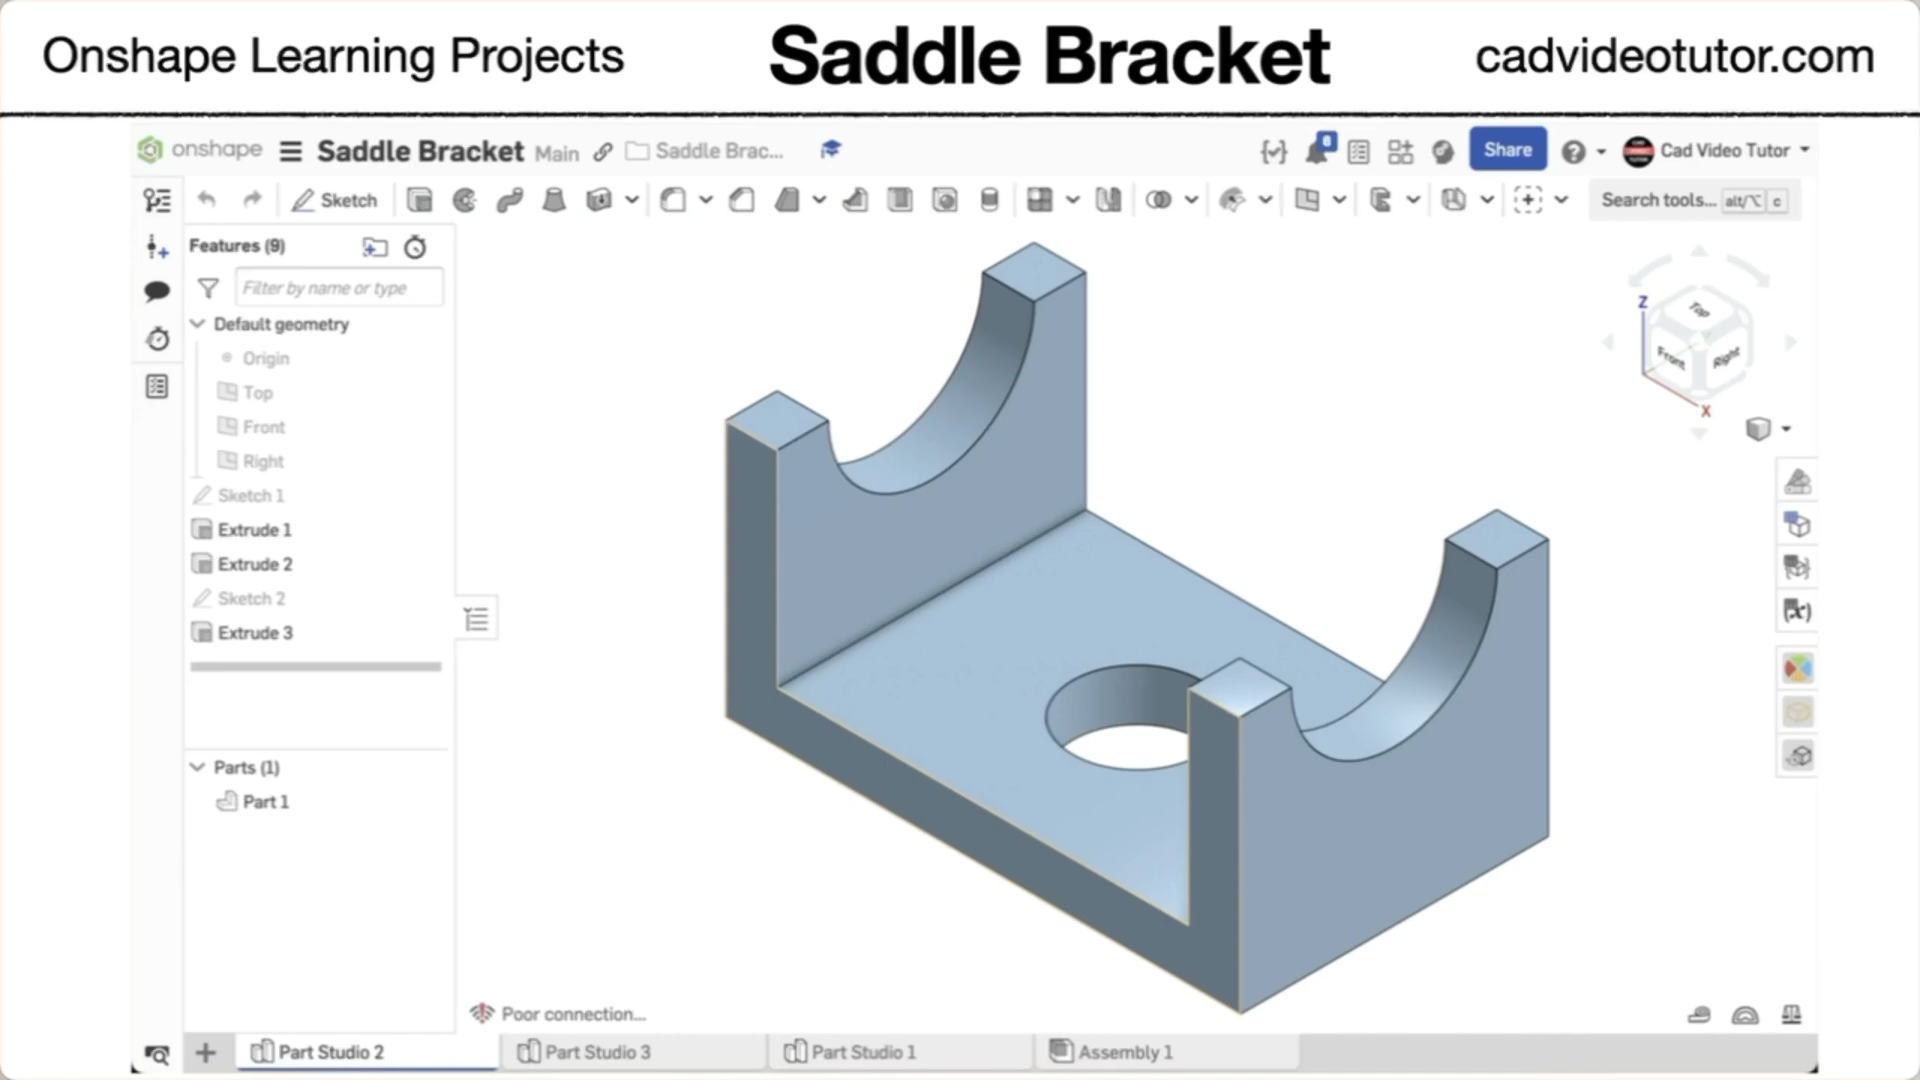 Onshape Learning Projects
Saddle Bracket
cadvideotutor.com
onshape
Saddle Bracket
Main
Saddle Brac...
8
Share
Cad Video Tutor
Sketch
Search tools...
alt/⌥
c
Features (9)
Filter by name or type
Default geometry
Origin
Top
Front
Right
Sketch 1
Extrude 1
Extrude 2
Sketch 2
Extrude 3
Parts (1)
Part 1
Z
Top
Front
Right
X
(x)
Poor connection...
Part Studio 2
Part Studio 3
Part Studio 1
Assembly 1